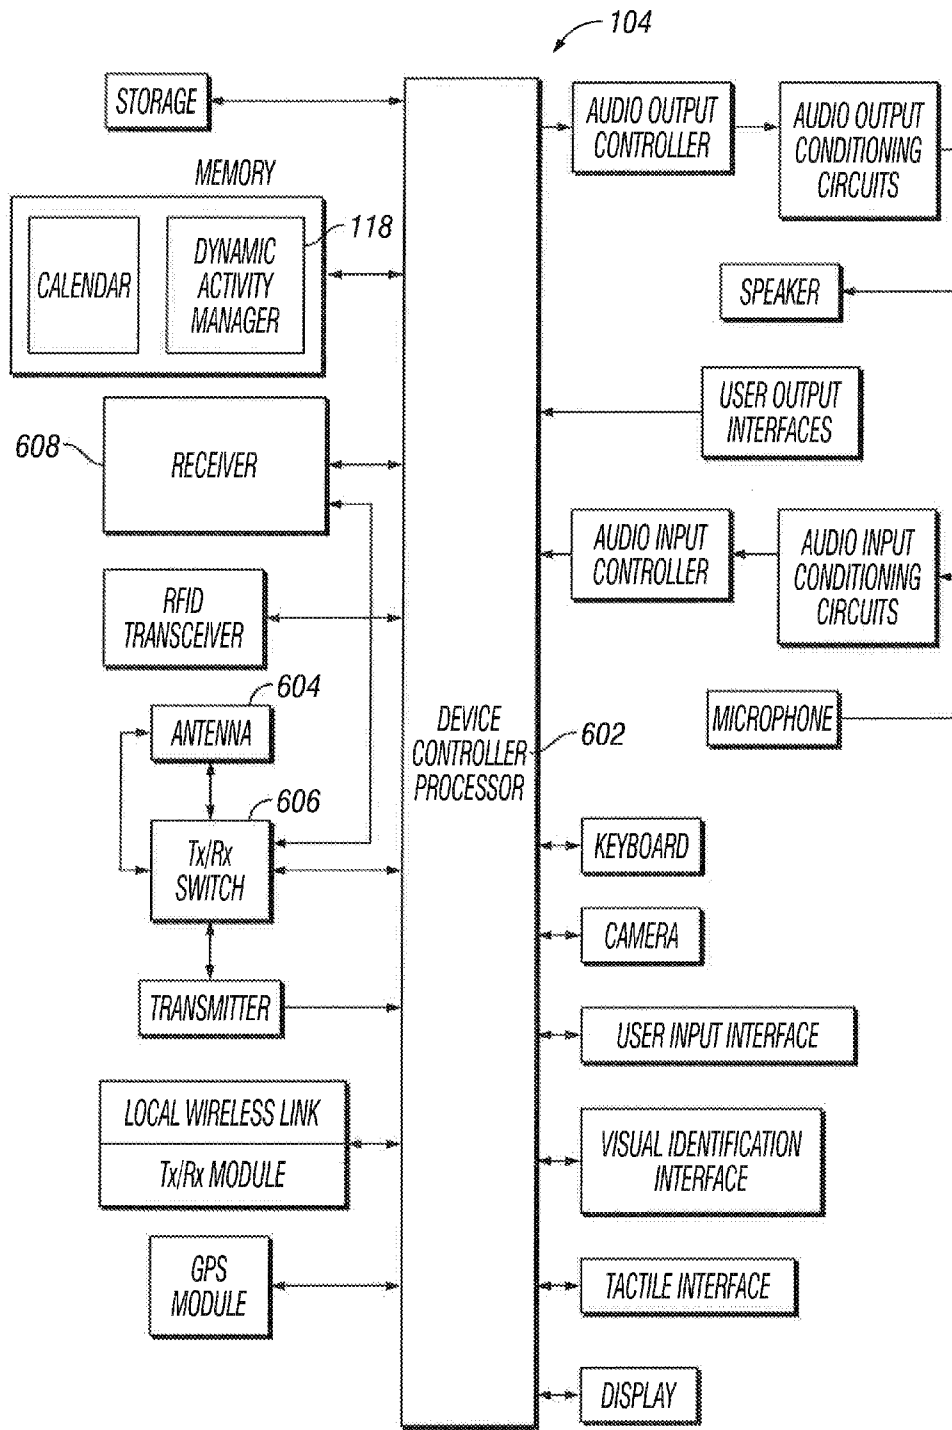 104
STORAGE
MEMORY
CALENDAR
DYNAMIC
ACTIVITY
MANAGER
118
608
RECEIVER
RFID
TRANSCEIVER
604
ANTENNA
606
Tx/Rx
SWITCH
TRANSMITTER
LOCAL WIRELESS LINK
Tx/Rx MODULE
GPS
MODULE
DEVICE
CONTROLLER
PROCESSOR
602
AUDIO OUTPUT
CONTROLLER
AUDIO OUTPUT
CONDITIONING
CIRCUITS
SPEAKER
USER OUTPUT
INTERFACES
AUDIO INPUT
CONTROLLER
AUDIO INPUT
CONDITIONING
CIRCUITS
MICROPHONE
KEYBOARD
CAMERA
USER INPUT INTERFACE
VISUAL IDENTIFICATION
INTERFACE
TACTILE INTERFACE
DISPLAY